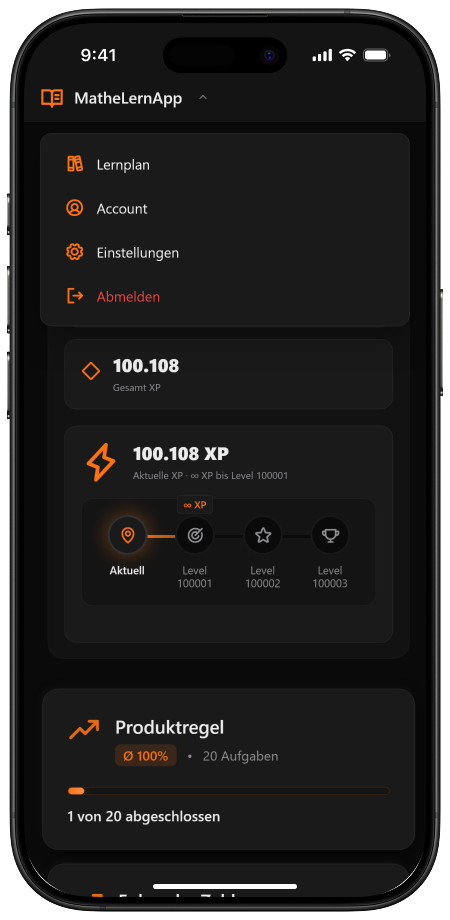 9:41
MatheLernApp
Lernplan
Account
Einstellungen
Abmelden
100.108
Gesamt XP
100.108 XP
Aktuelle XP · ∞ XP bis Level 100001
∞ XP
Aktuell
Level
100001
Level
100002
Level
100003
Produktregel
Ø 100% • 20 Aufgaben
1 von 20 abgeschlossen